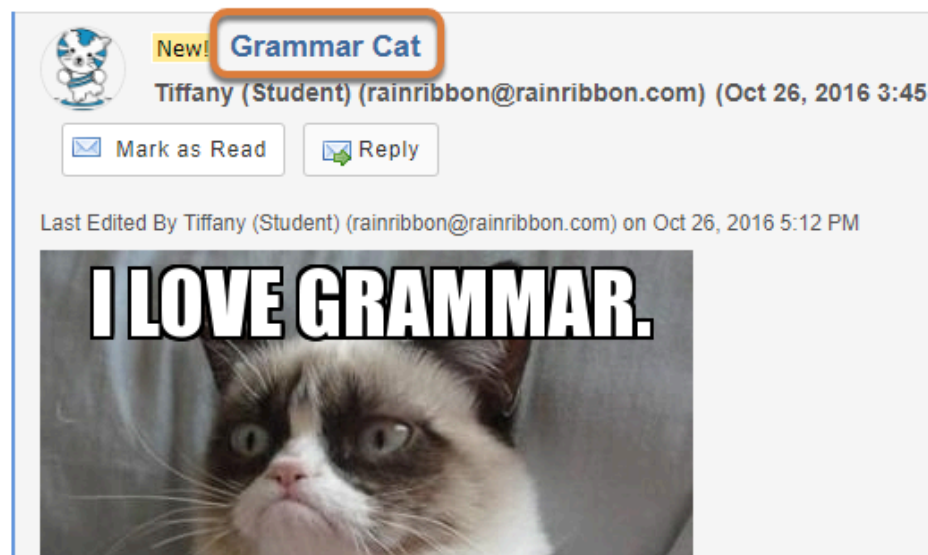 New! Grammar Cat
Tiffany (Student) (rainribbon@rainribbon.com) (Oct 26, 2016 3:45
Mark as Read Reply
Last Edited By Tiffany (Student) (rainribbon@rainribbon.com) on Oct 26, 2016 5:12 PM
I LOVE GRAMMAR.